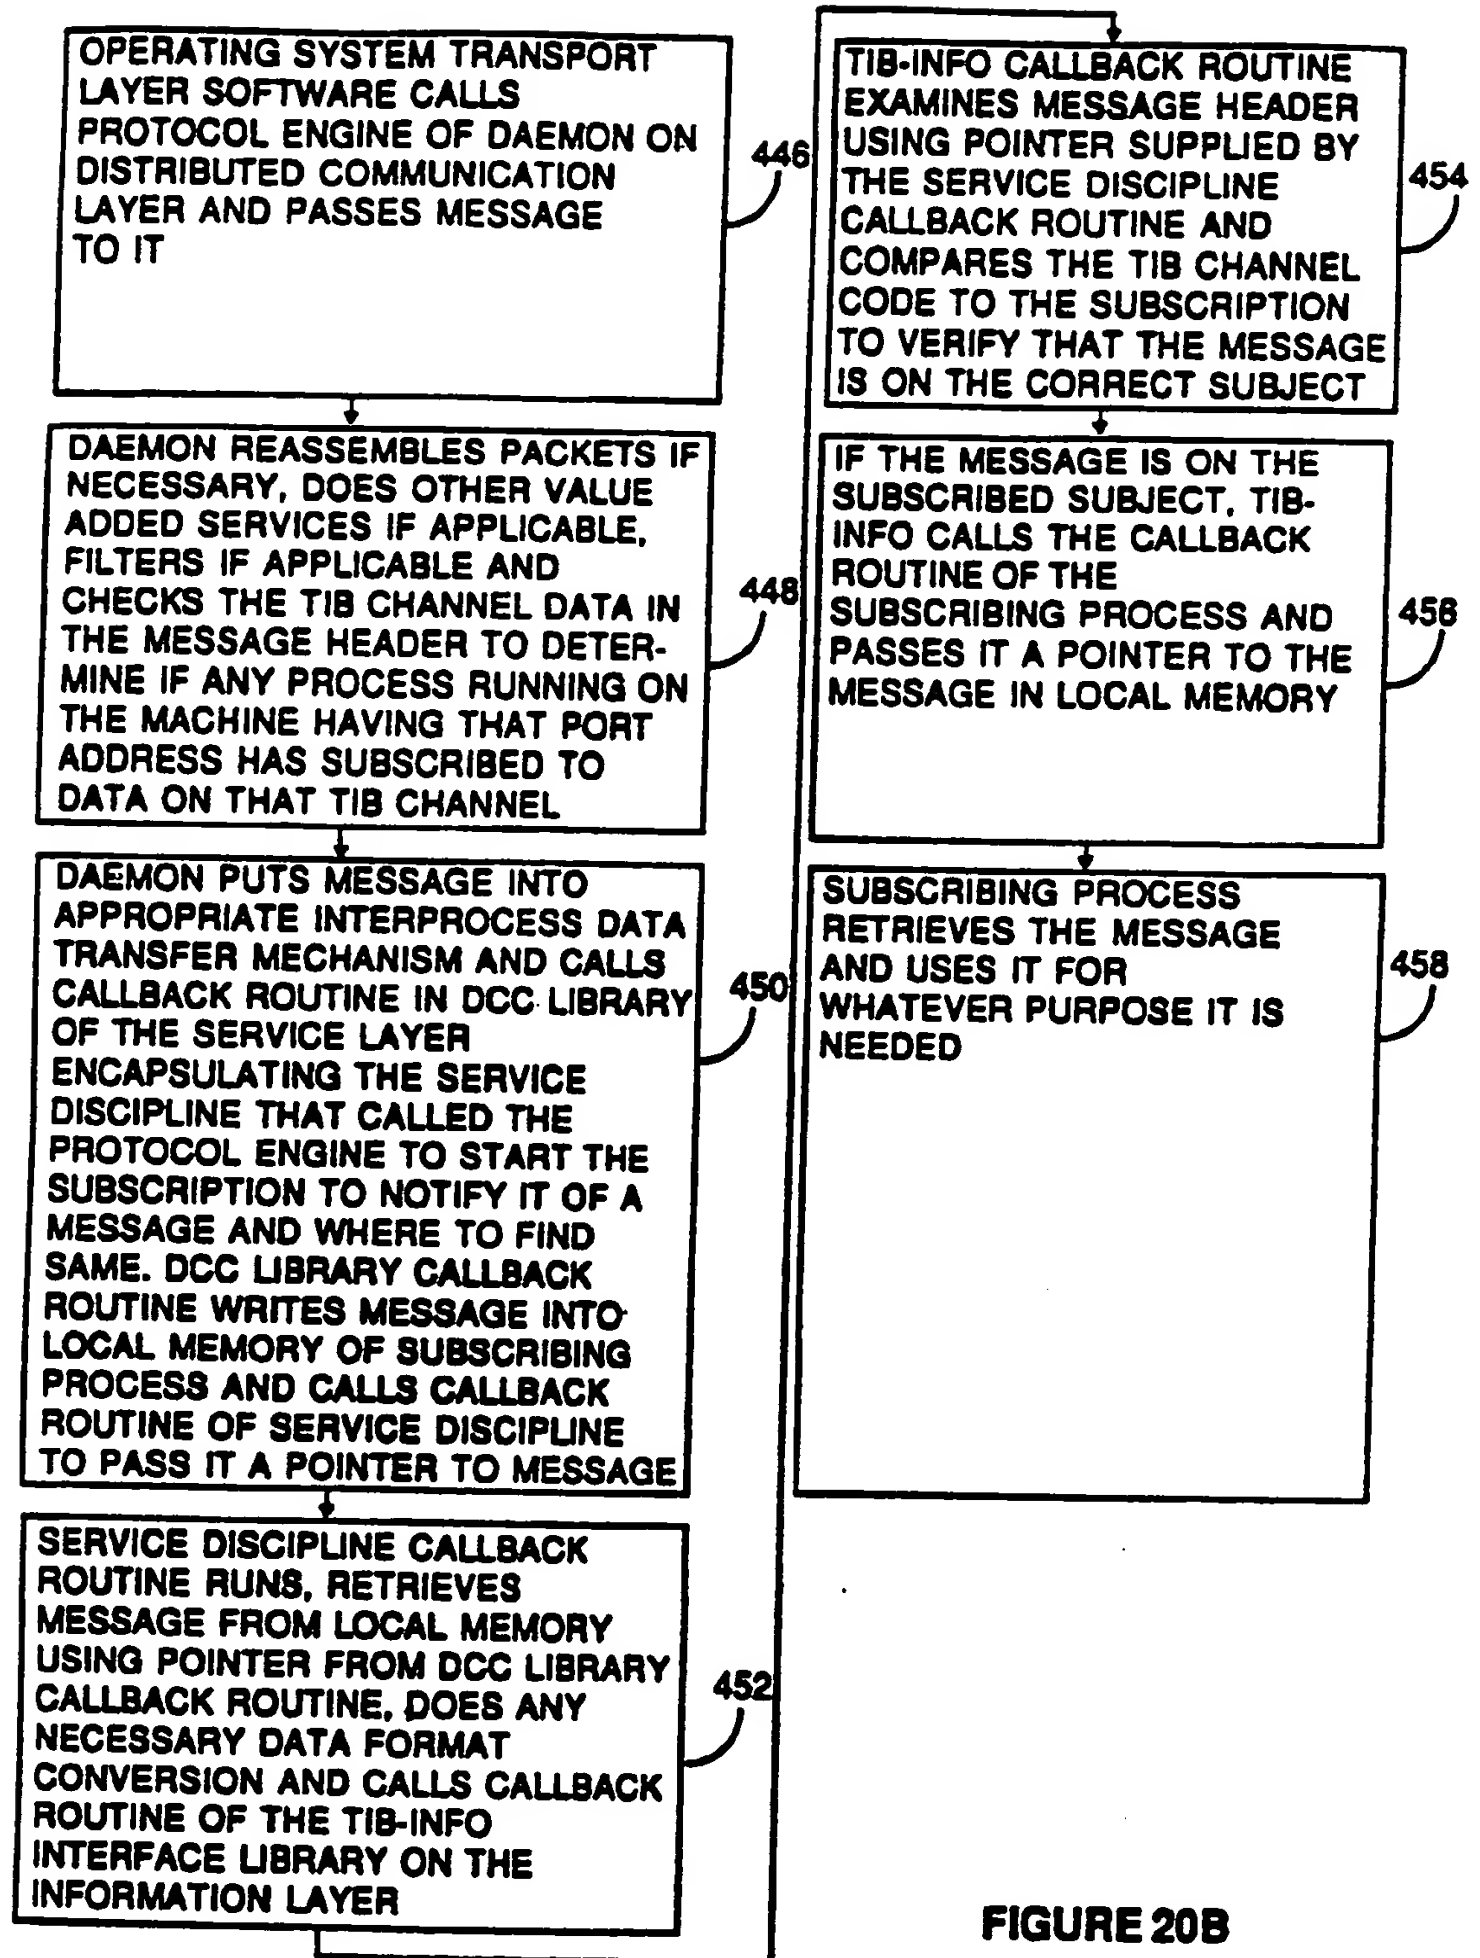 OPERATING SYSTEM TRANSPORT
LAYER SOFTWARE CALLS
PROTOCOL ENGINE OF DAEMON ON
DISTRIBUTED COMMUNICATION
LAYER AND PASSES MESSAGE
TO IT
446
DAEMON REASSEMBLES PACKETS IF
NECESSARY, DOES OTHER VALUE
ADDED SERVICES IF APPLICABLE,
FILTERS IF APPLICABLE AND
CHECKS THE TIB CHANNEL DATA IN
THE MESSAGE HEADER TO DETER-
MINE IF ANY PROCESS RUNNING ON
THE MACHINE HAVING THAT PORT
ADDRESS HAS SUBSCRIBED TO
DATA ON THAT TIB CHANNEL
448
DAEMON PUTS MESSAGE INTO
APPROPRIATE INTERPROCESS DATA
TRANSFER MECHANISM AND CALLS
CALLBACK ROUTINE IN DCC LIBRARY
OF THE SERVICE LAYER
ENCAPSULATING THE SERVICE
DISCIPLINE THAT CALLED THE
PROTOCOL ENGINE TO START THE
SUBSCRIPTION TO NOTIFY IT OF A
MESSAGE AND WHERE TO FIND
SAME. DCC LIBRARY CALLBACK
ROUTINE WRITES MESSAGE INTO
LOCAL MEMORY OF SUBSCRIBING
PROCESS AND CALLS CALLBACK
ROUTINE OF SERVICE DISCIPLINE
TO PASS IT A POINTER TO MESSAGE
450
SERVICE DISCIPLINE CALLBACK
ROUTINE RUNS, RETRIEVES
MESSAGE FROM LOCAL MEMORY
USING POINTER FROM DCC LIBRARY
CALLBACK ROUTINE, DOES ANY
NECESSARY DATA FORMAT
CONVERSION AND CALLS CALLBACK
ROUTINE OF THE TIB-INFO
INTERFACE LIBRARY ON THE
INFORMATION LAYER
452
TIB-INFO CALLBACK ROUTINE
EXAMINES MESSAGE HEADER
USING POINTER SUPPLIED BY
THE SERVICE DISCIPLINE
CALLBACK ROUTINE AND
COMPARES THE TIB CHANNEL
CODE TO THE SUBSCRIPTION
TO VERIFY THAT THE MESSAGE
IS ON THE CORRECT SUBJECT
454
IF THE MESSAGE IS ON THE
SUBSCRIBED SUBJECT, TIB-
INFO CALLS THE CALLBACK
ROUTINE OF THE
SUBSCRIBING PROCESS AND
PASSES IT A POINTER TO THE
MESSAGE IN LOCAL MEMORY
456
SUBSCRIBING PROCESS
RETRIEVES THE MESSAGE
AND USES IT FOR
WHATEVER PURPOSE IT IS
NEEDED
458
FIGURE 20B